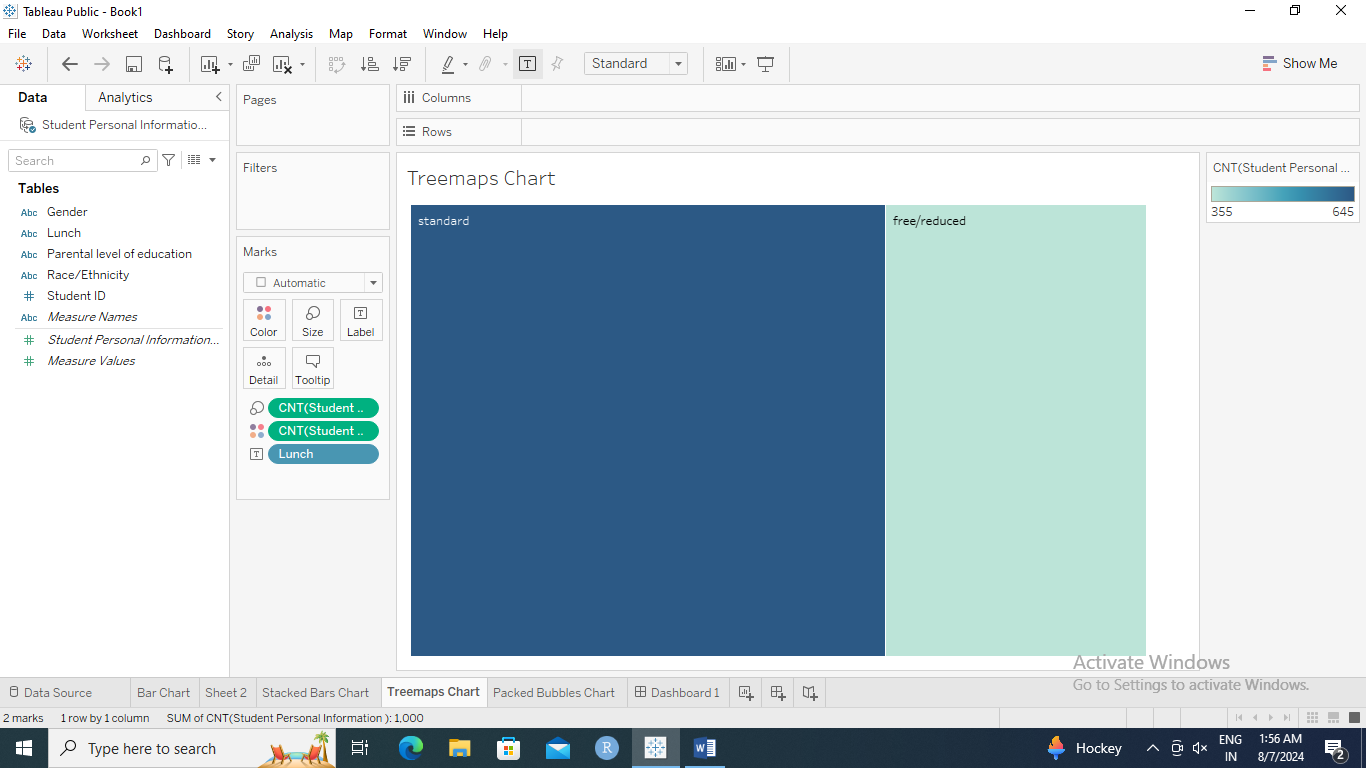 Tableau Public - Book1
File Data Worksheet Dashboard Story Analysis Map Format Window Help
Standard
Show Me
Data Analytics
Student Personal Informatio...
Search
Tables
Abc Gender
Abc Lunch
Abc Parental level of education
Abc Race/Ethnicity
# Student ID
Abc Measure Names
# Student Personal Information...
# Measure Values
Pages
Filters
Marks
Automatic
Color Size Label
Detail Tooltip
CNT(Student ..
CNT(Student ..
Lunch
Columns
Rows
Treemaps Chart
standard free/reduced
CNT(Student Personal ...
355 645
Activate Windows
Go to Settings to activate Windows.
Data Source Bar Chart Sheet 2 Stacked Bars Chart Treemaps Chart Packed Bubbles Chart Dashboard 1
2 marks 1 row by 1 column SUM of CNT(Student Personal Information ): 1,000
Type here to search
R
W
Hockey
ENG
IN
1:56 AM
8/7/2024
2